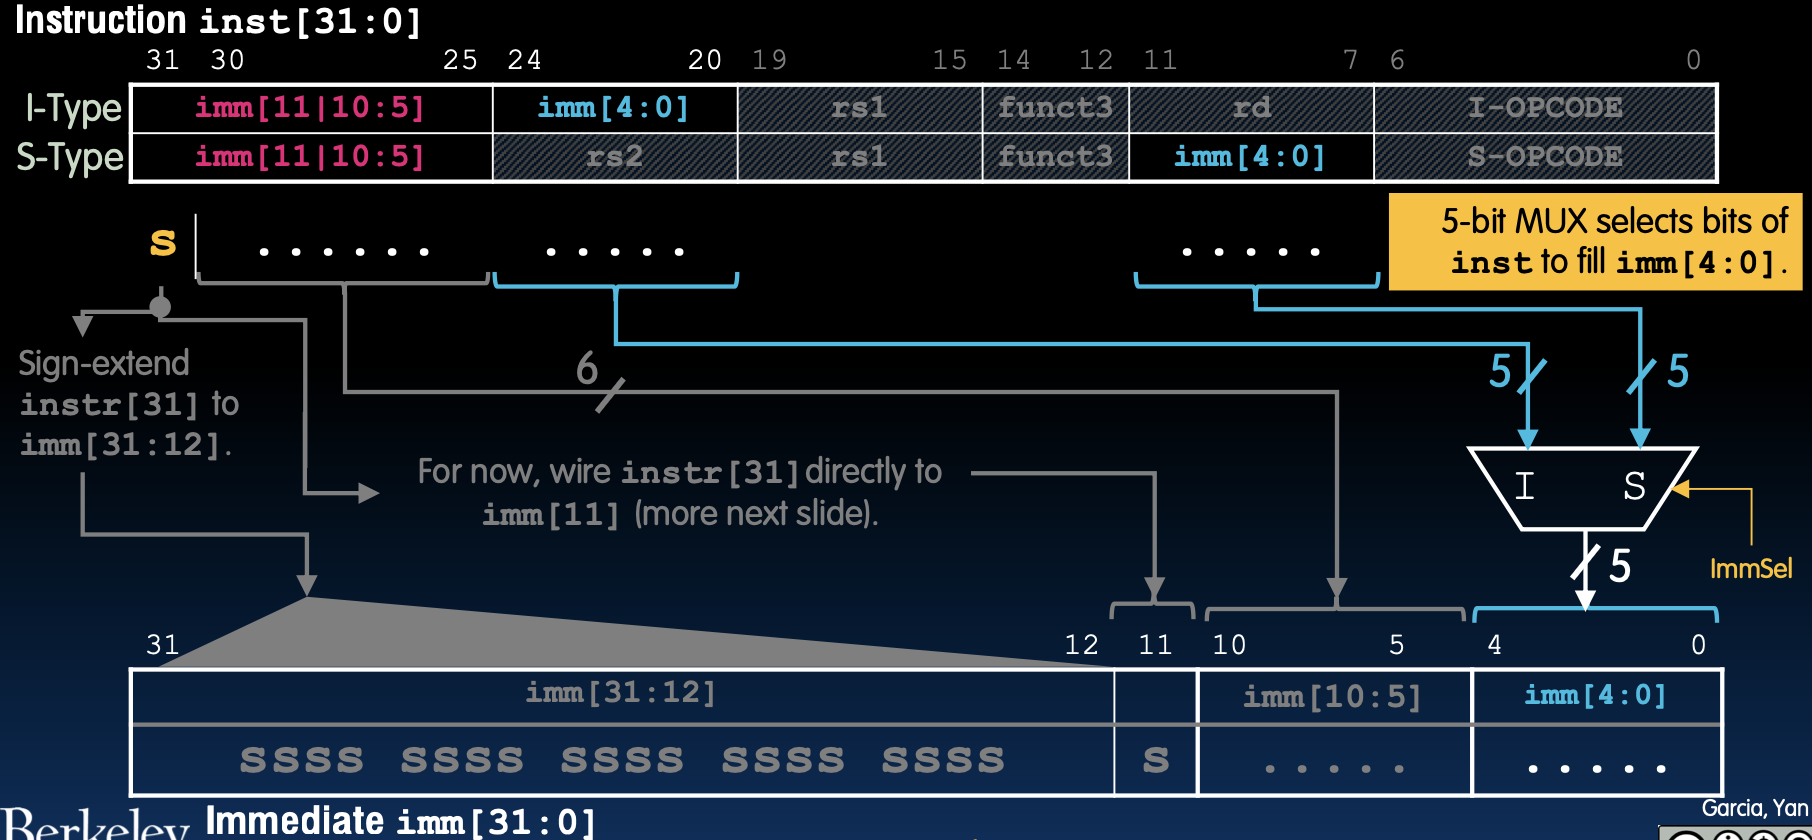 Instruction inst[31:0]
31 30 25 24 20 19 15 14 12 11 7 6 0
I-Type imm[11|10:5] imm[4:0] rs1 funct3 rd I-OPCODE
S-Type imm[11|10:5] rs2 rs1 funct3 imm[4:0] S-OPCODE
s . . . . . . . . . . . . . . . .
5-bit MUX selects bits of
inst to fill imm[4:0].
Sign-extend
instr[31] to
imm[31:12].
6
5 5
For now, wire instr[31] directly to
imm[11] (more next slide).
I S
5
ImmSel
31 12 11 10 5 4 0
imm[31:12] imm[10:5] imm[4:0]
ssss ssss ssss ssss ssss s . . . . . . . . . .
Berkeley Immediate imm[31:0]
Garcia, Yan